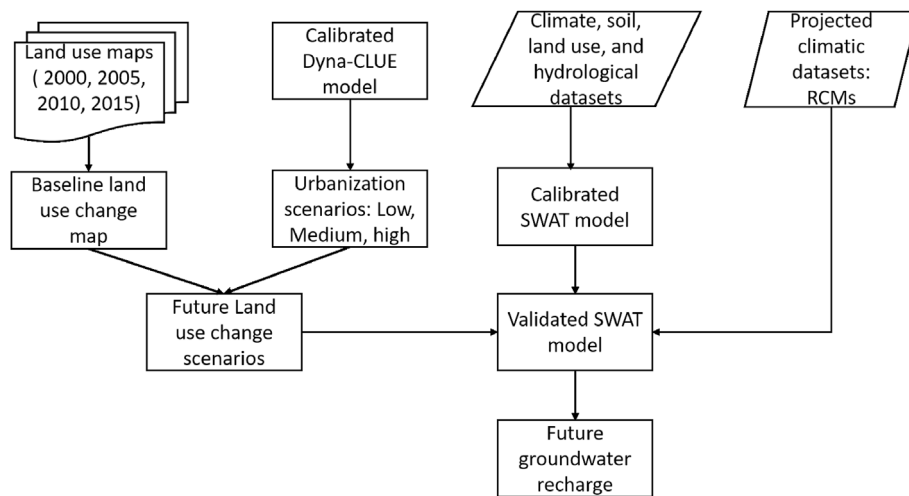 Land use maps
( 2000, 2005,
2010, 2015)
Calibrated
Dyna-CLUE
model
Climate, soil,
land use, and
hydrological
datasets
Projected
climatic
datasets:
RCMs
Baseline land
use change
map
Urbanization
scenarios: Low,
Medium, high
Calibrated
SWAT model
Future Land
use change
scenarios
Validated SWAT
model
Future
groundwater
recharge